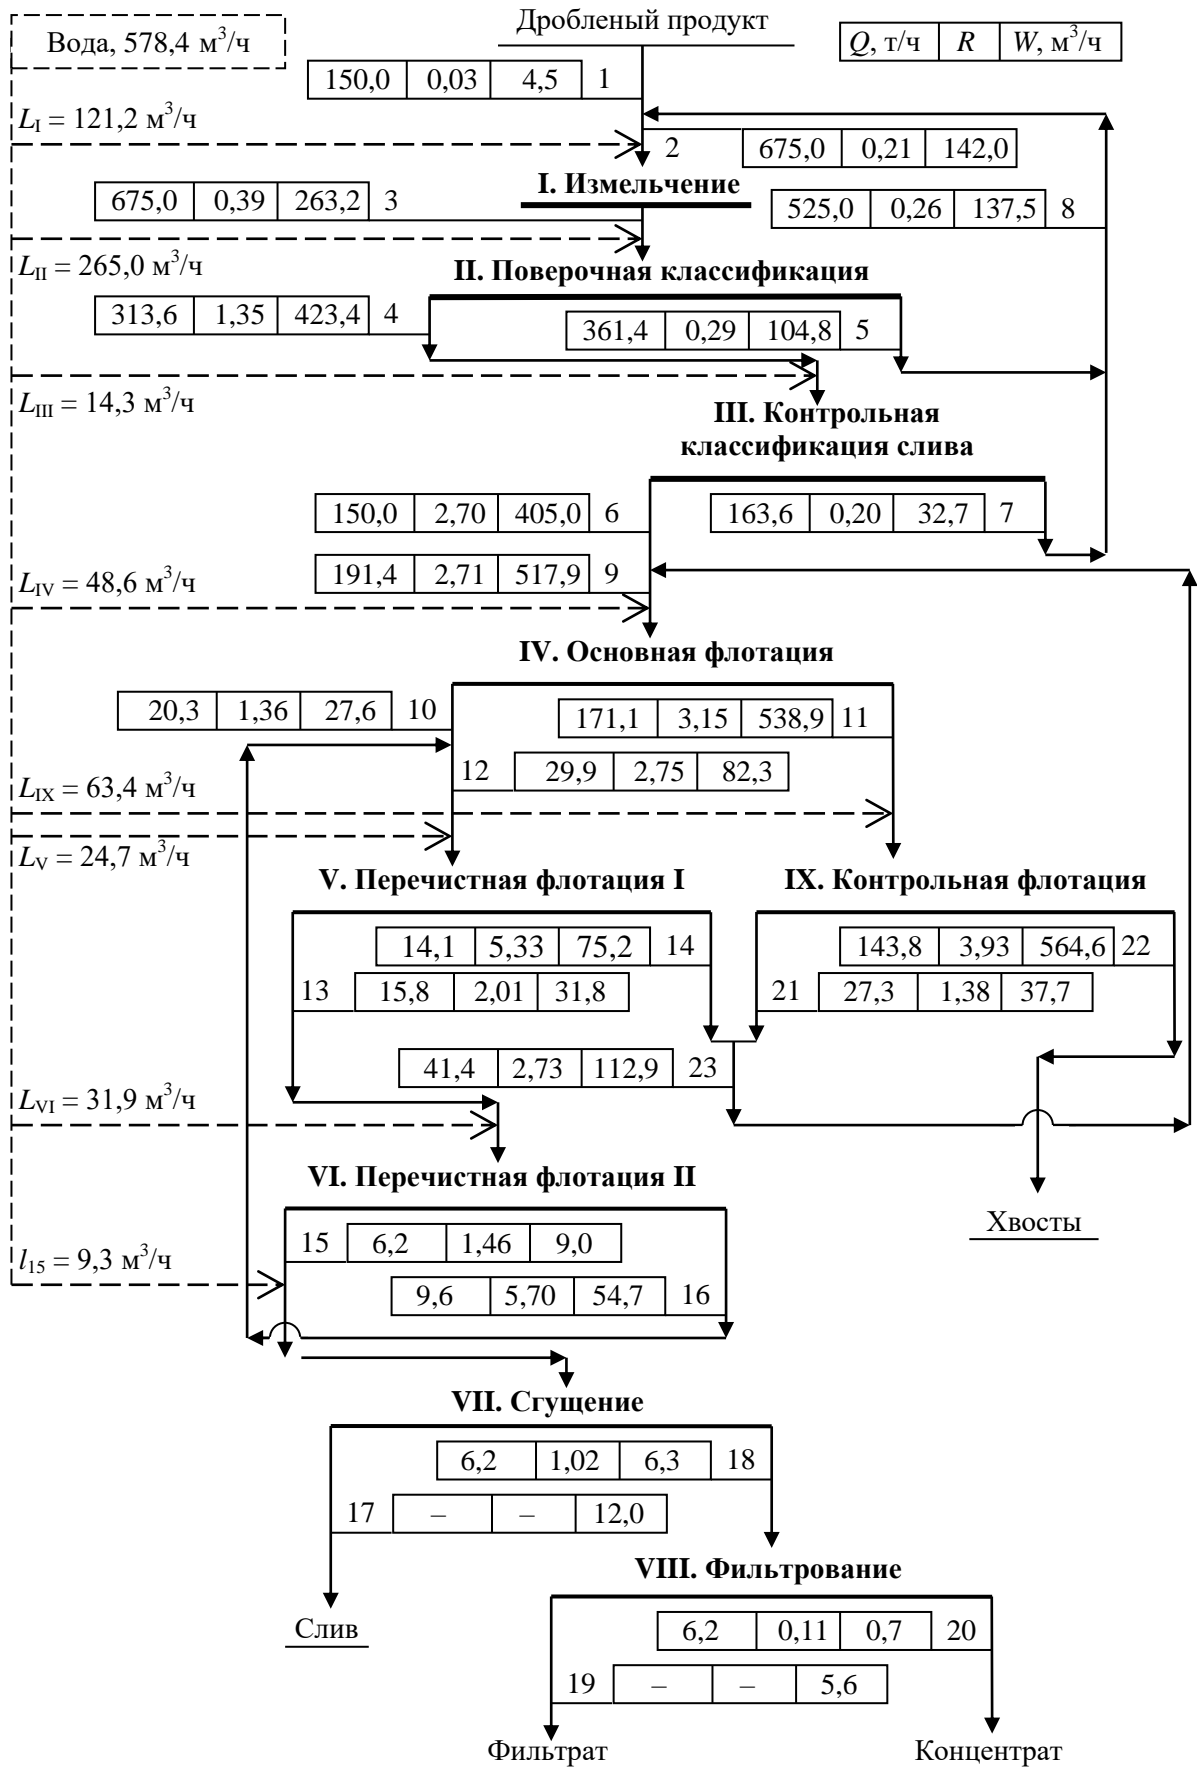 Дробленый продукт
Вода, 578,4 м³/ч
Q, т/ч R W, м³/ч
150,0 0,03 4,5 1
L_I = 121,2 м³/ч
2 675,0 0,21 142,0
I. Измельчение
675,0 0,39 263,2 3
525,0 0,26 137,5 8
L_II = 265,0 м³/ч
II. Поверочная классификация
313,6 1,35 423,4 4
361,4 0,29 104,8 5
L_III = 14,3 м³/ч
III. Контрольная
классификация слива
150,0 2,70 405,0 6
163,6 0,20 32,7 7
191,4 2,71 517,9 9
L_IV = 48,6 м³/ч
IV. Основная флотация
20,3 1,36 27,6 10
171,1 3,15 538,9 11
12 29,9 2,75 82,3
L_IX = 63,4 м³/ч
L_V = 24,7 м³/ч
V. Перечистная флотация I
IX. Контрольная флотация
14,1 5,33 75,2 14
143,8 3,93 564,6 22
13 15,8 2,01 31,8
21 27,3 1,38 37,7
41,4 2,73 112,9 23
L_VI = 31,9 м³/ч
VI. Перечистная флотация II
Хвосты
15 6,2 1,46 9,0
l_15 = 9,3 м³/ч
9,6 5,70 54,7 16
VII. Сгущение
6,2 1,02 6,3 18
17 – – 12,0
VIII. Фильтрование
Слив
6,2 0,11 0,7 20
19 – – 5,6
Фильтрат
Концентрат